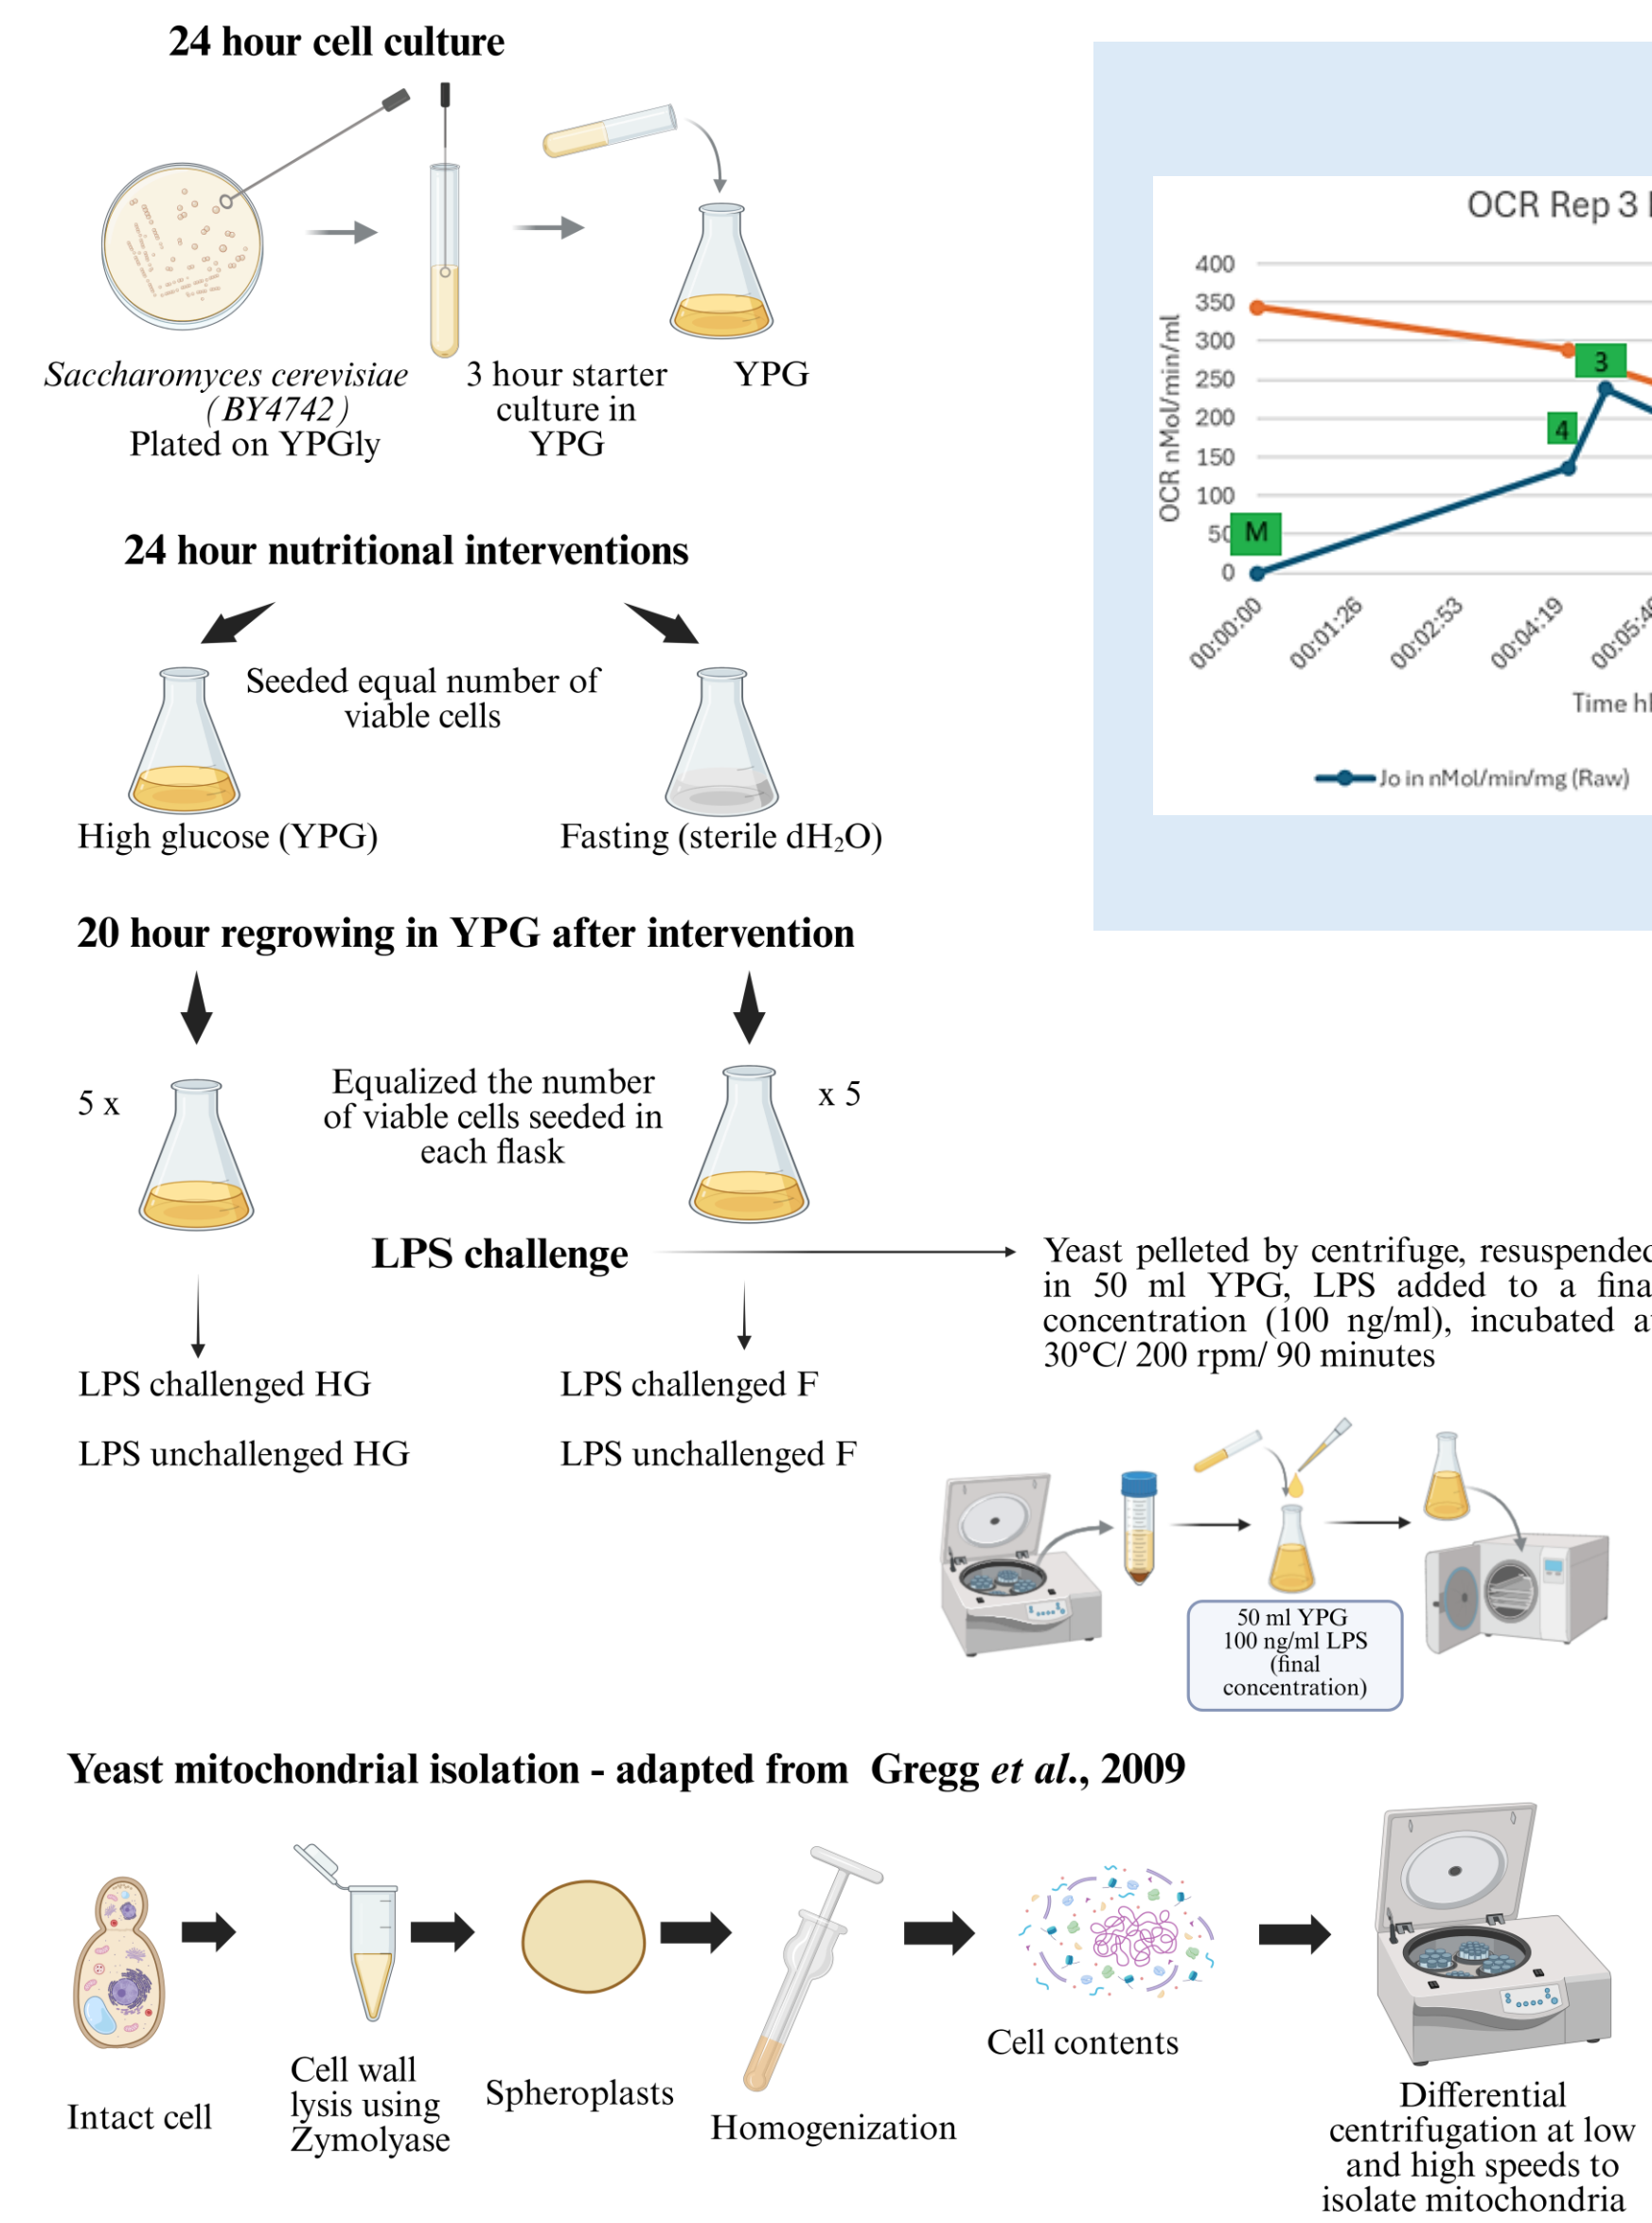 24 hour cell culture
Saccharomyces cerevisiae
(BY4742)
Plated on YPGly
3 hour starter
culture in
YPG
YPG
24 hour nutritional interventions
Seeded equal number of
viable cells
High glucose (YPG)
Fasting (sterile dH₂O)
20 hour regrowing in YPG after intervention
5 x
Equalized the number
of viable cells seeded in
each flask
x 5
LPS challenge
LPS challenged HG
LPS unchallenged HG
LPS challenged F
LPS unchallenged F
OCR Rep 3
OCR nMol/min/ml
400
350
300
250
200
150
100
50
0
M
4
3
00:00:00
00:01:26
00:02:53
00:04:19
00:05:4
Time
Jo in nMol/min/mg (Raw)
Yeast pelleted by centrifuge, resuspended
in 50 ml YPG, LPS added to a fina
concentration (100 ng/ml), incubated a
30°C/ 200 rpm/ 90 minutes
50 ml YPG
100 ng/ml LPS
(final
concentration)
Yeast mitochondrial isolation - adapted from Gregg et al., 2009
Intact cell
Cell wall
lysis using
Zymolyase
Spheroplasts
Homogenization
Cell contents
Differential
centrifugation at low
and high speeds to
isolate mitochondria